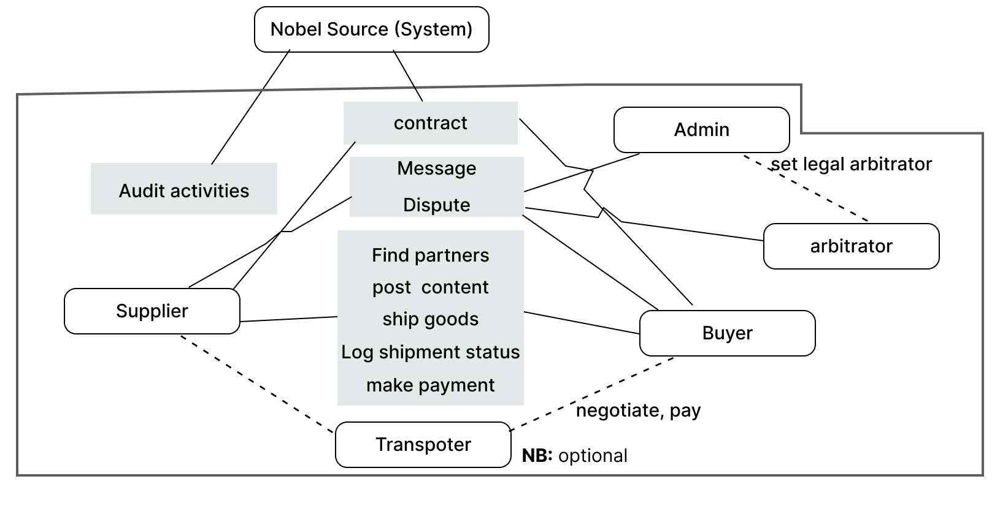 Nobel Source (System)
contract
Admin
Message
set legal arbitrator
Audit activities
Dispute
arbitrator
Find partners
post  content
Supplier
ship goods
Buyer
Log shipment status
make payment
negotiate, pay
Transpoter
NB: optional